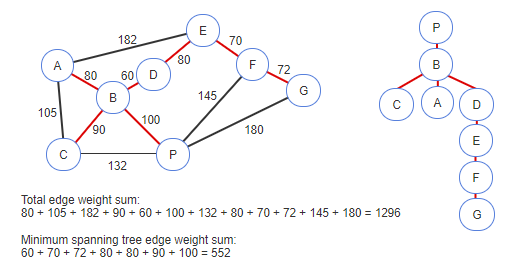 182
E
70
P
A
80
60
D
80
F
72
B
B
G
105
145
C
A
D
90
100
180
C
132
P
E
F
G
Total edge weight sum:
80 + 105 + 182 + 90 + 60 + 100 + 132 + 80 + 70 + 72 + 145 + 180 = 1296
Minimum spanning tree edge weight sum:
60 + 70 + 72 + 80 + 80 + 90 + 100 = 552